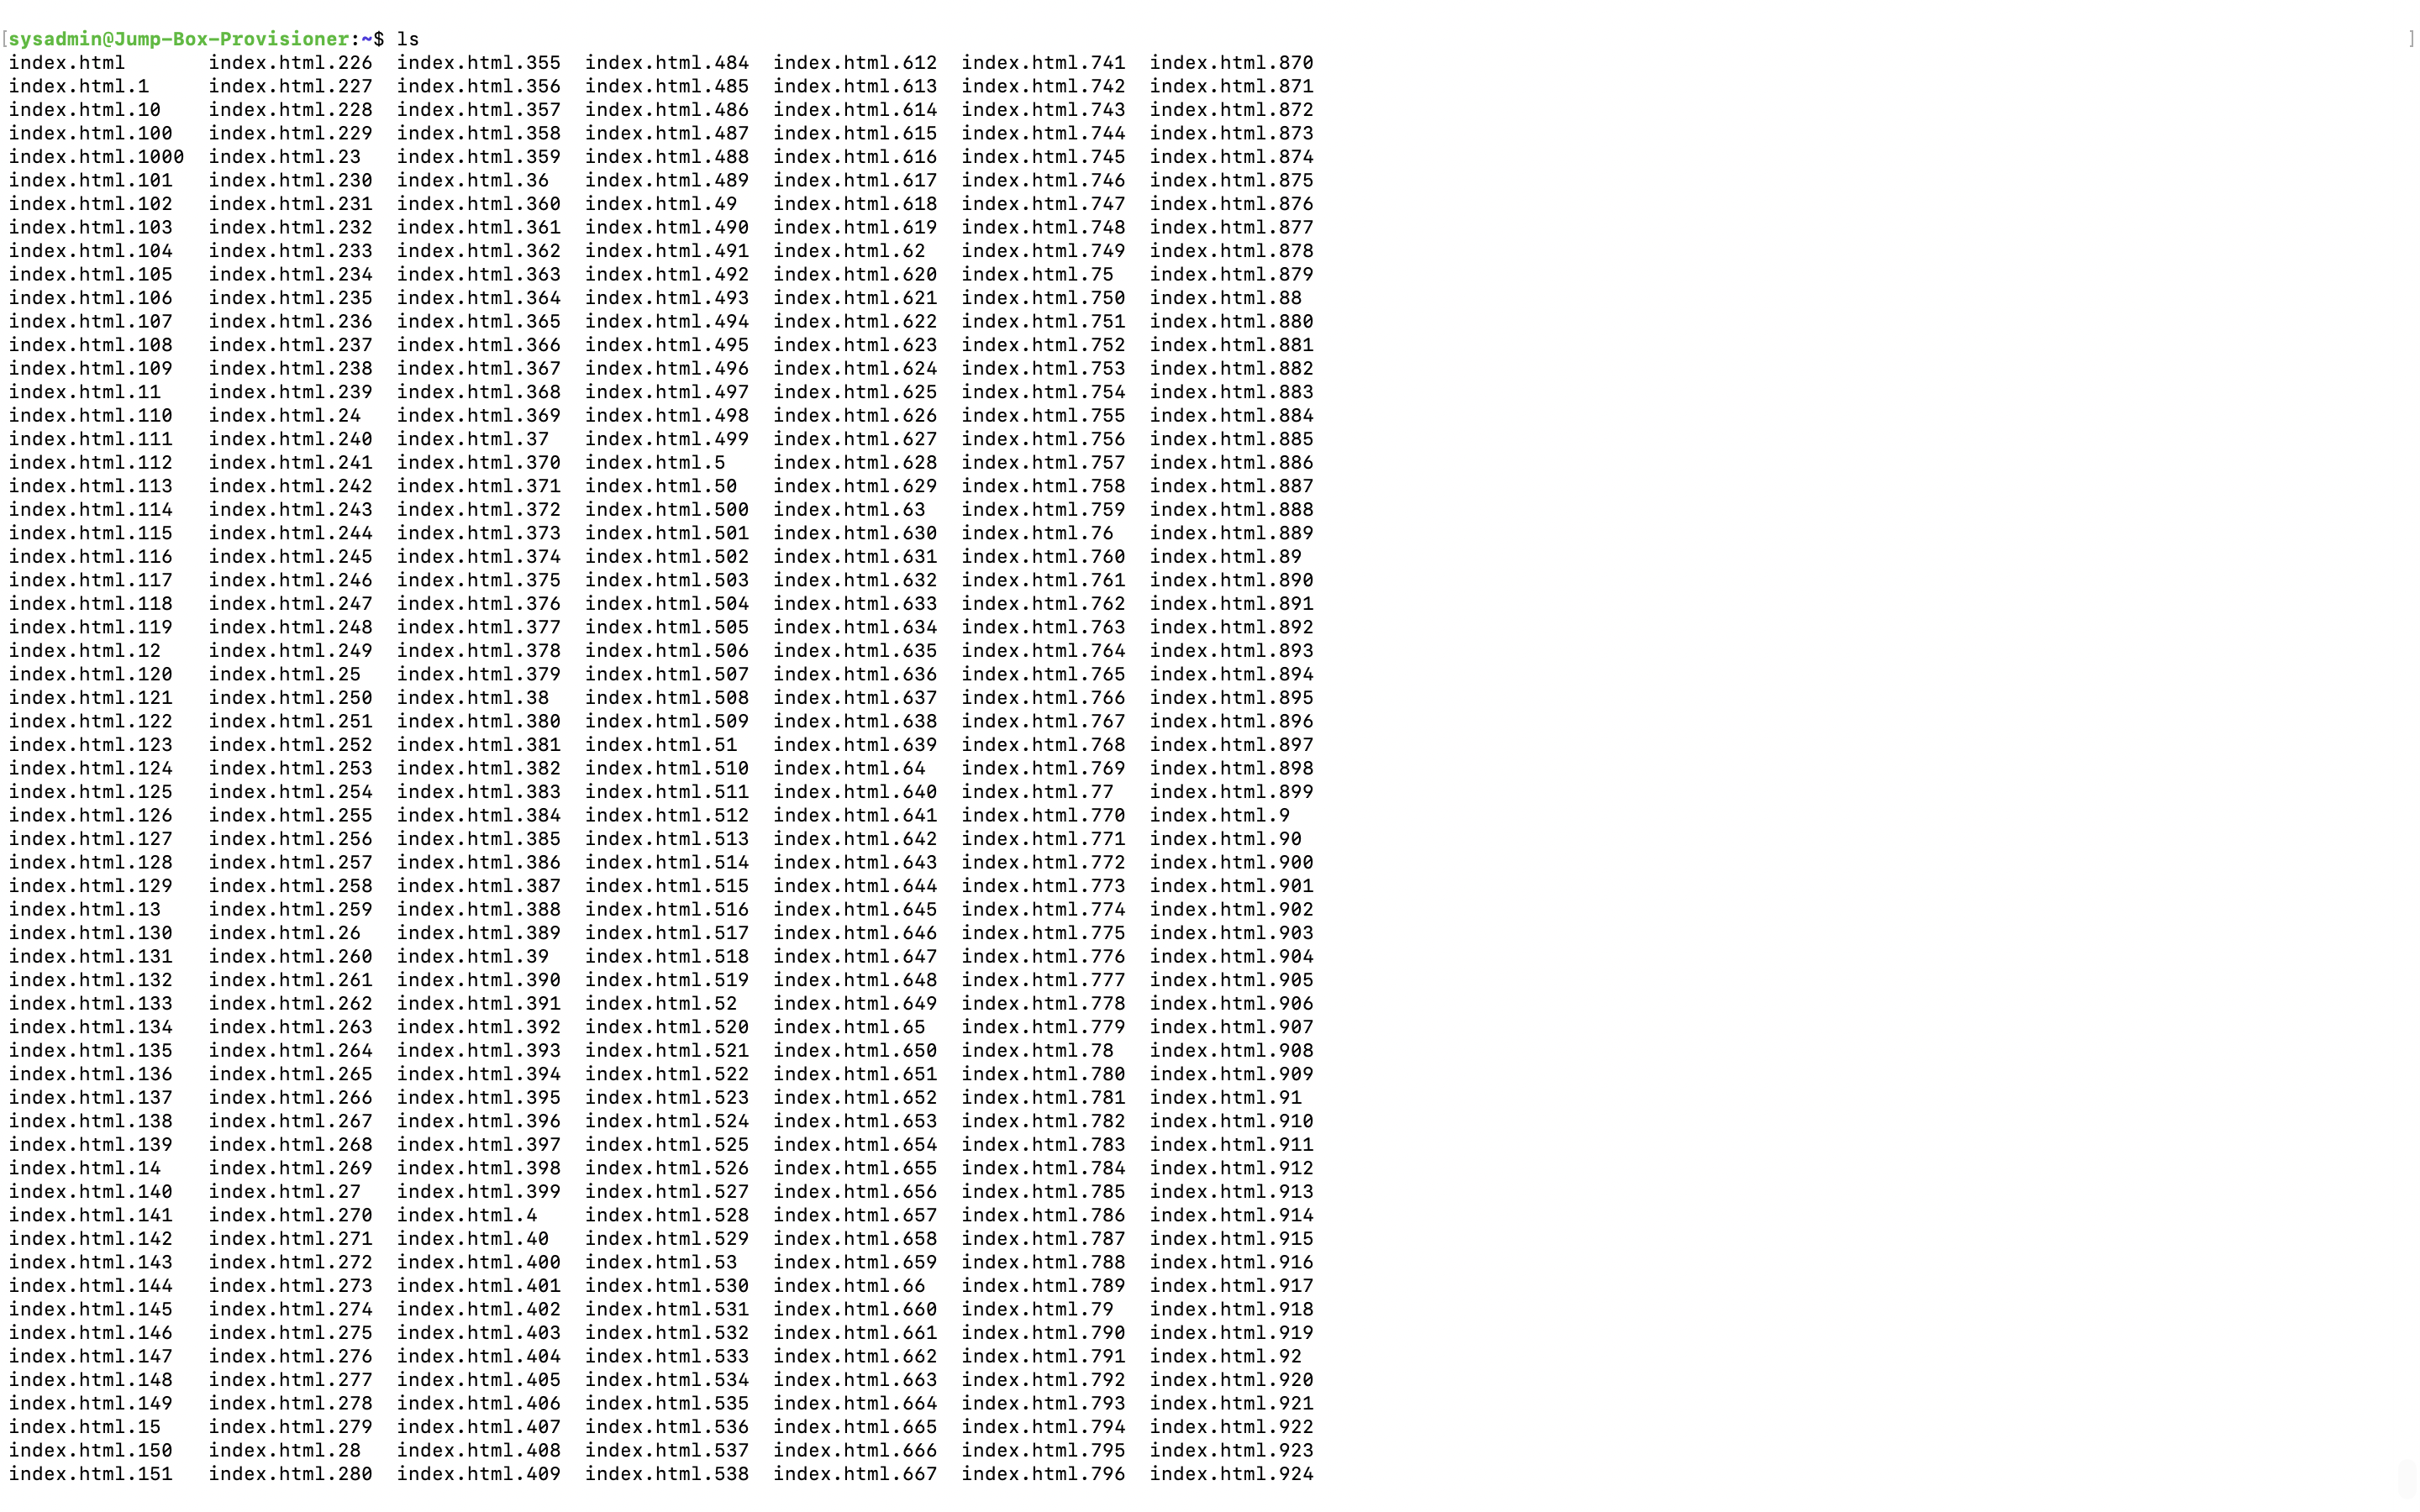 [sysadmin@Jump-Box-Provisioner:~$ ls ]
index.html index.html.226 index.html.355 index.html.484 index.html.612 index.html.741 index.html.870
index.html.1 index.html.227 index.html.356 index.html.485 index.html.613 index.html.742 index.html.871
index.html.10 index.html.228 index.html.357 index.html.486 index.html.614 index.html.743 index.html.872
index.html.100 index.html.229 index.html.358 index.html.487 index.html.615 index.html.744 index.html.873
index.html.1000 index.html.23 index.html.359 index.html.488 index.html.616 index.html.745 index.html.874
index.html.101 index.html.230 index.html.36 index.html.489 index.html.617 index.html.746 index.html.875
index.html.102 index.html.231 index.html.360 index.html.49 index.html.618 index.html.747 index.html.876
index.html.103 index.html.232 index.html.361 index.html.490 index.html.619 index.html.748 index.html.877
index.html.104 index.html.233 index.html.362 index.html.491 index.html.62 index.html.749 index.html.878
index.html.105 index.html.234 index.html.363 index.html.492 index.html.620 index.html.75 index.html.879
index.html.106 index.html.235 index.html.364 index.html.493 index.html.621 index.html.750 index.html.88
index.html.107 index.html.236 index.html.365 index.html.494 index.html.622 index.html.751 index.html.880
index.html.108 index.html.237 index.html.366 index.html.495 index.html.623 index.html.752 index.html.881
index.html.109 index.html.238 index.html.367 index.html.496 index.html.624 index.html.753 index.html.882
index.html.11 index.html.239 index.html.368 index.html.497 index.html.625 index.html.754 index.html.883
index.html.110 index.html.24 index.html.369 index.html.498 index.html.626 index.html.755 index.html.884
index.html.111 index.html.240 index.html.37 index.html.499 index.html.627 index.html.756 index.html.885
index.html.112 index.html.241 index.html.370 index.html.5 index.html.628 index.html.757 index.html.886
index.html.113 index.html.242 index.html.371 index.html.50 index.html.629 index.html.758 index.html.887
index.html.114 index.html.243 index.html.372 index.html.500 index.html.63 index.html.759 index.html.888
index.html.115 index.html.244 index.html.373 index.html.501 index.html.630 index.html.76 index.html.889
index.html.116 index.html.245 index.html.374 index.html.502 index.html.631 index.html.760 index.html.89
index.html.117 index.html.246 index.html.375 index.html.503 index.html.632 index.html.761 index.html.890
index.html.118 index.html.247 index.html.376 index.html.504 index.html.633 index.html.762 index.html.891
index.html.119 index.html.248 index.html.377 index.html.505 index.html.634 index.html.763 index.html.892
index.html.12 index.html.249 index.html.378 index.html.506 index.html.635 index.html.764 index.html.893
index.html.120 index.html.25 index.html.379 index.html.507 index.html.636 index.html.765 index.html.894
index.html.121 index.html.250 index.html.38 index.html.508 index.html.637 index.html.766 index.html.895
index.html.122 index.html.251 index.html.380 index.html.509 index.html.638 index.html.767 index.html.896
index.html.123 index.html.252 index.html.381 index.html.51 index.html.639 index.html.768 index.html.897
index.html.124 index.html.253 index.html.382 index.html.510 index.html.64 index.html.769 index.html.898
index.html.125 index.html.254 index.html.383 index.html.511 index.html.640 index.html.77 index.html.899
index.html.126 index.html.255 index.html.384 index.html.512 index.html.641 index.html.770 index.html.9
index.html.127 index.html.256 index.html.385 index.html.513 index.html.642 index.html.771 index.html.90
index.html.128 index.html.257 index.html.386 index.html.514 index.html.643 index.html.772 index.html.900
index.html.129 index.html.258 index.html.387 index.html.515 index.html.644 index.html.773 index.html.901
index.html.13 index.html.259 index.html.388 index.html.516 index.html.645 index.html.774 index.html.902
index.html.130 index.html.26 index.html.389 index.html.517 index.html.646 index.html.775 index.html.903
index.html.131 index.html.260 index.html.39 index.html.518 index.html.647 index.html.776 index.html.904
index.html.132 index.html.261 index.html.390 index.html.519 index.html.648 index.html.777 index.html.905
index.html.133 index.html.262 index.html.391 index.html.52 index.html.649 index.html.778 index.html.906
index.html.134 index.html.263 index.html.392 index.html.520 index.html.65 index.html.779 index.html.907
index.html.135 index.html.264 index.html.393 index.html.521 index.html.650 index.html.78 index.html.908
index.html.136 index.html.265 index.html.394 index.html.522 index.html.651 index.html.780 index.html.909
index.html.137 index.html.266 index.html.395 index.html.523 index.html.652 index.html.781 index.html.91
index.html.138 index.html.267 index.html.396 index.html.524 index.html.653 index.html.782 index.html.910
index.html.139 index.html.268 index.html.397 index.html.525 index.html.654 index.html.783 index.html.911
index.html.14 index.html.269 index.html.398 index.html.526 index.html.655 index.html.784 index.html.912
index.html.140 index.html.27 index.html.399 index.html.527 index.html.656 index.html.785 index.html.913
index.html.141 index.html.270 index.html.4 index.html.528 index.html.657 index.html.786 index.html.914
index.html.142 index.html.271 index.html.40 index.html.529 index.html.658 index.html.787 index.html.915
index.html.143 index.html.272 index.html.400 index.html.53 index.html.659 index.html.788 index.html.916
index.html.144 index.html.273 index.html.401 index.html.530 index.html.66 index.html.789 index.html.917
index.html.145 index.html.274 index.html.402 index.html.531 index.html.660 index.html.79 index.html.918
index.html.146 index.html.275 index.html.403 index.html.532 index.html.661 index.html.790 index.html.919
index.html.147 index.html.276 index.html.404 index.html.533 index.html.662 index.html.791 index.html.92
index.html.148 index.html.277 index.html.405 index.html.534 index.html.663 index.html.792 index.html.920
index.html.149 index.html.278 index.html.406 index.html.535 index.html.664 index.html.793 index.html.921
index.html.15 index.html.279 index.html.407 index.html.536 index.html.665 index.html.794 index.html.922
index.html.150 index.html.28 index.html.408 index.html.537 index.html.666 index.html.795 index.html.923
index.html.151 index.html.280 index.html.409 index.html.538 index.html.667 index.html.796 index.html.924